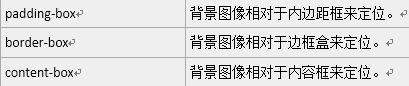 padding-box 背景图像相对于内边距框来定位。
border-box 背景图像相对于边框盒来定位。
content-box 背景图像相对于内容框来定位。